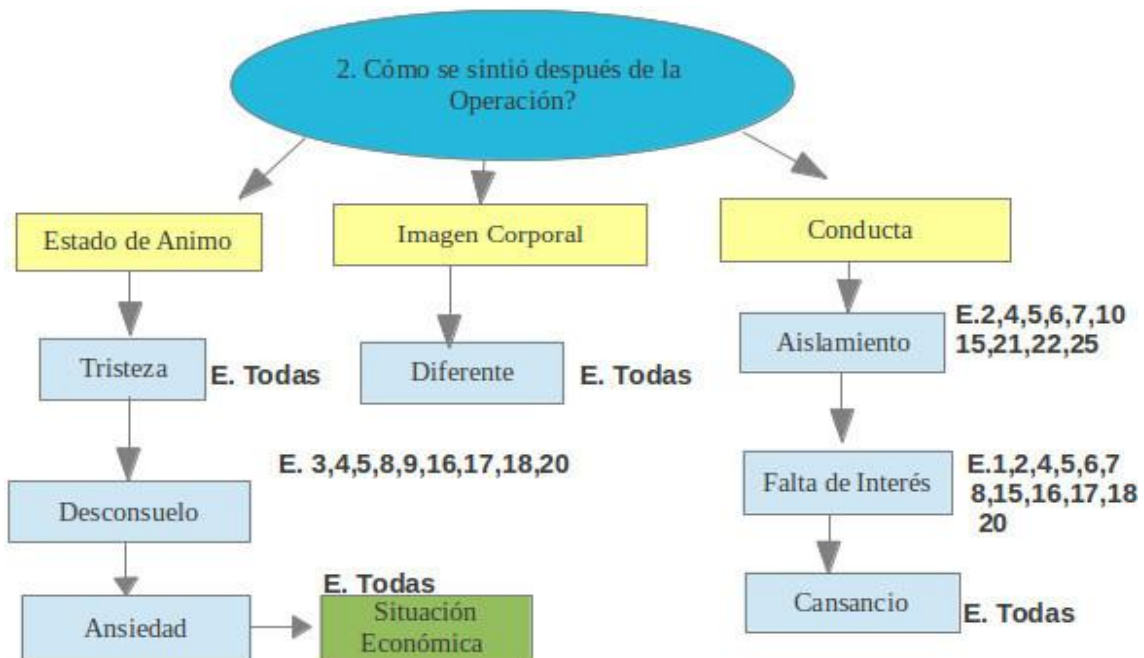 2. Cómo se sintió después de la
Operación?
Estado de Animo
Imagen Corporal
Conducta
Tristeza
E. Todas
Diferente
E. Todas
Aislamiento
E.2,4,5,6,7,10
15,21,22,25
E. 3,4,5,8,9,16,17,18,20
Desconsuelo
Falta de Interés
E.1,2,4,5,6,7
8,15,16,17,18
20
Ansiedad
E. Todas
Situación
Económica
Cansancio
E. Todas